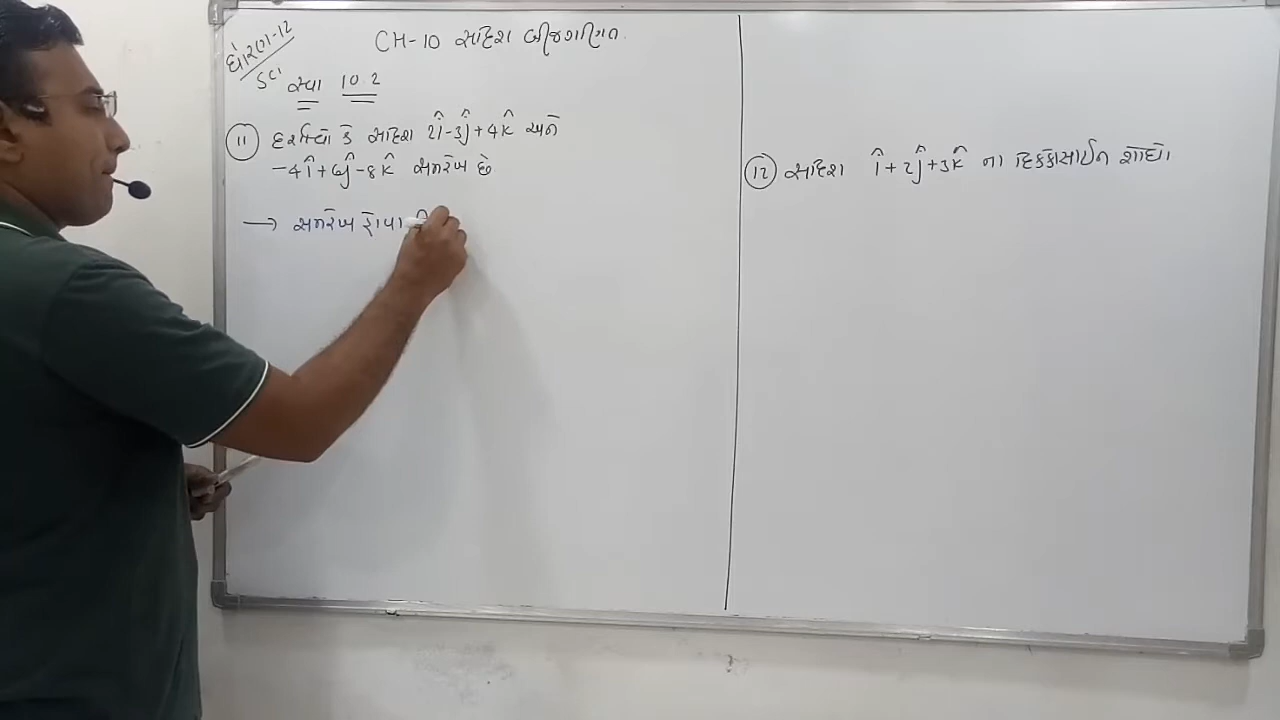 ધોરણ-12
Sci
CH-10 સદિશ બીજગણિત.
સ્વા 10.2
(11) દર્શાવો કે સદિશ 2î-3ĵ+4k̂ અને
-4î+6ĵ-8k̂ સમરેખ છે
→ સમરેખ હોવા ની
(12) સદિશ î+2ĵ+3k̂ ના દિક્કોસાઈન શોધો.